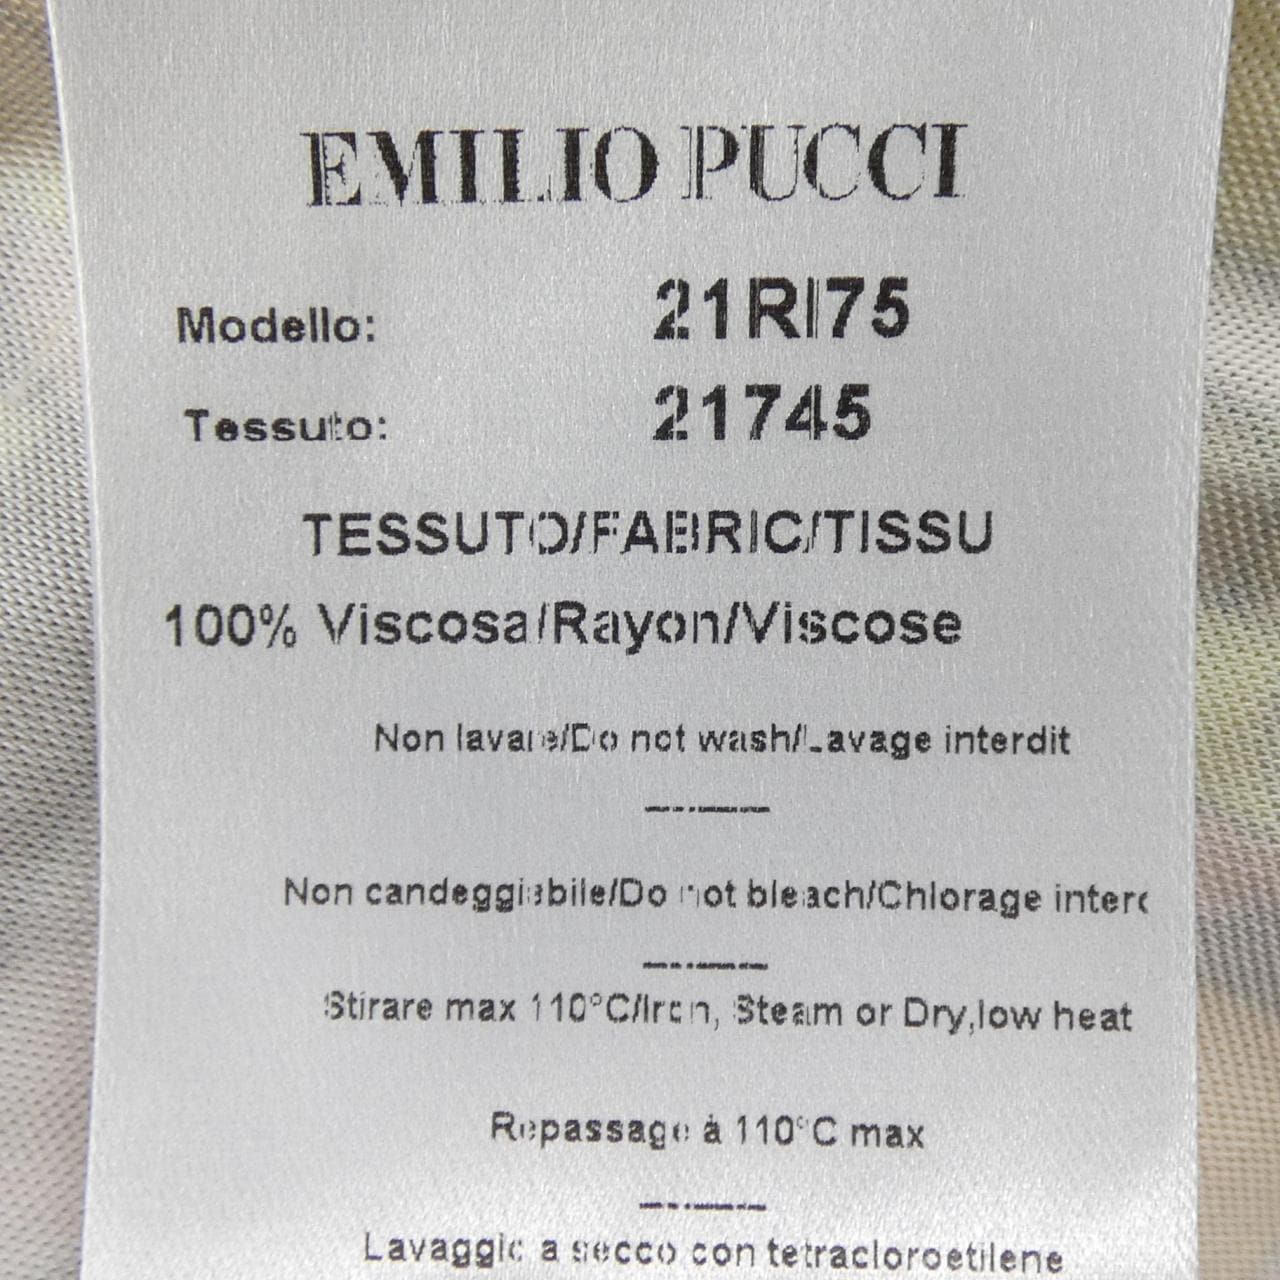 EMILIO PUCCI
Modello: 21RI75
Tessuto: 21745
TESSUTO/FABRIC/TISSU
100% Viscosa/Rayon/Viscose
Non lavare/Do not wash/Lavage interdit
Non candeggiabile/Do not bleach/Chlorage interc
Stirare max 110°C/Iron, Steam or Dry,low heat
Repassage à 110°C max
Lavaggio a secco con tetracloroetilene